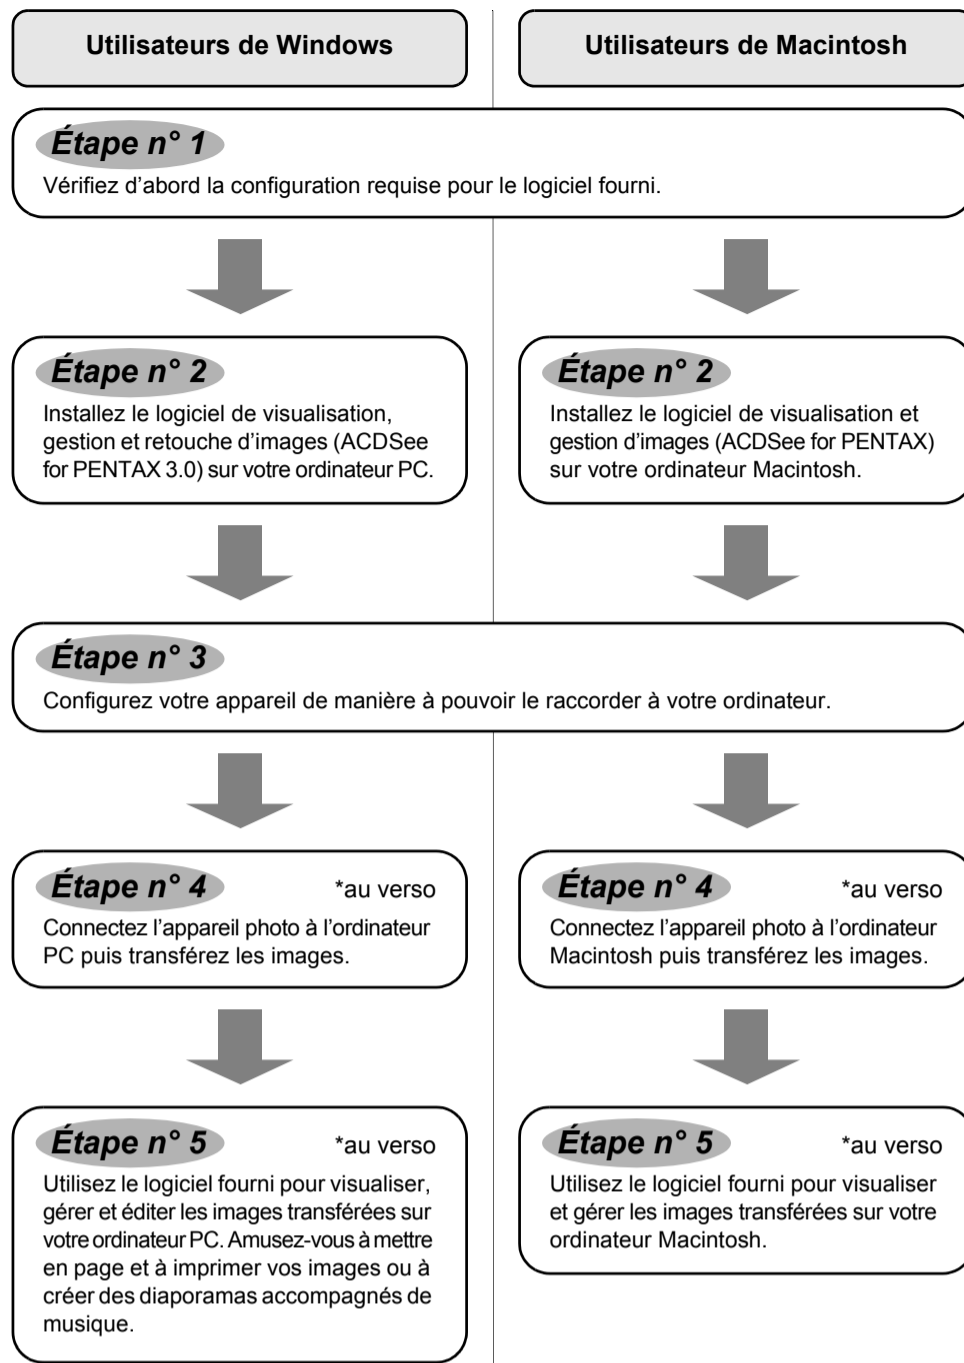 Utilisateurs de Windows
Utilisateurs de Macintosh
Étape n° 1
Vérifiez d’abord la configuration requise pour le logiciel fourni.
Étape n° 2
Installez le logiciel de visualisation,
gestion et retouche d’images (ACDSee
for PENTAX 3.0) sur votre ordinateur PC.
Étape n° 2
Installez le logiciel de visualisation et
gestion d’images (ACDSee for PENTAX)
sur votre ordinateur Macintosh.
Étape n° 3
Configurez votre appareil de manière à pouvoir le raccorder à votre ordinateur.
Étape n° 4 *au verso
Connectez l’appareil photo à l’ordinateur
PC puis transférez les images.
Étape n° 4 *au verso
Connectez l’appareil photo à l’ordinateur
Macintosh puis transférez les images.
Étape n° 5 *au verso
Utilisez le logiciel fourni pour visualiser,
gérer et éditer les images transférées sur
votre ordinateur PC. Amusez-vous à mettre
en page et à imprimer vos images ou à
créer des diaporamas accompagnés de
musique.
Étape n° 5 *au verso
Utilisez le logiciel fourni pour visualiser
et gérer les images transférées sur votre
ordinateur Macintosh.